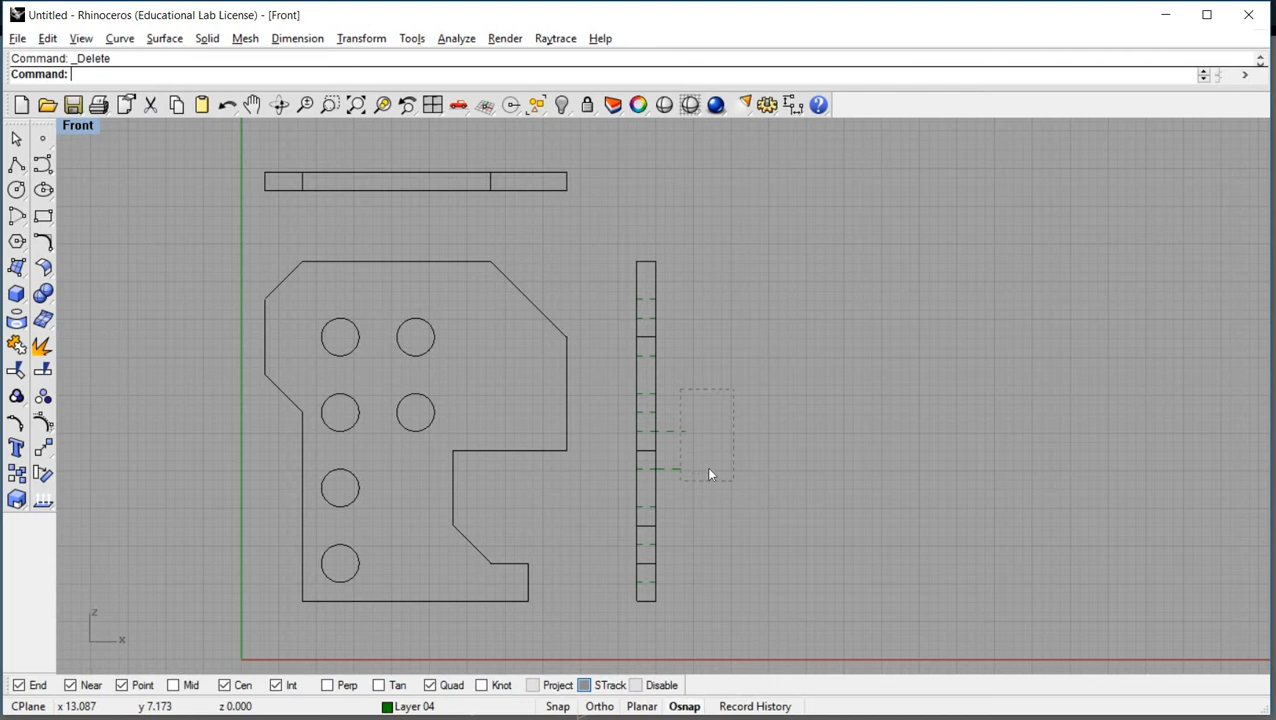 Untitled - Rhinoceros (Educational Lab License) - [Front]
File Edit View Curve Surface Solid Mesh Dimension Transform Tools Analyze Render Raytrace Help
Command: _Delete
Command:
Front
z
x
End Near Point Mid Cen Int Perp Tan Quad Knot Project STrack Disable
CPlane x 13.087 y 7.173 z 0.000 Layer 04 Snap Ortho Planar Osnap Record History